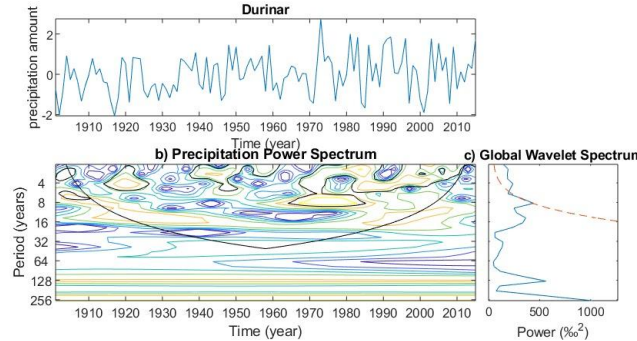 Durinar
precipitation amount
2
0
-2
1910 1920 1930 1940 1950 1960 1970 1980 1990 2000 2010
Time (year)
b) Precipitation Power Spectrum
c) Global Wavelet Spectrum
Period (years)
4
8
16
32
64
128
256
1910 1920 1930 1940 1950 1960 1970 1980 1990 2000 2010
Time (year)
0 500 1000
Power (‰²)